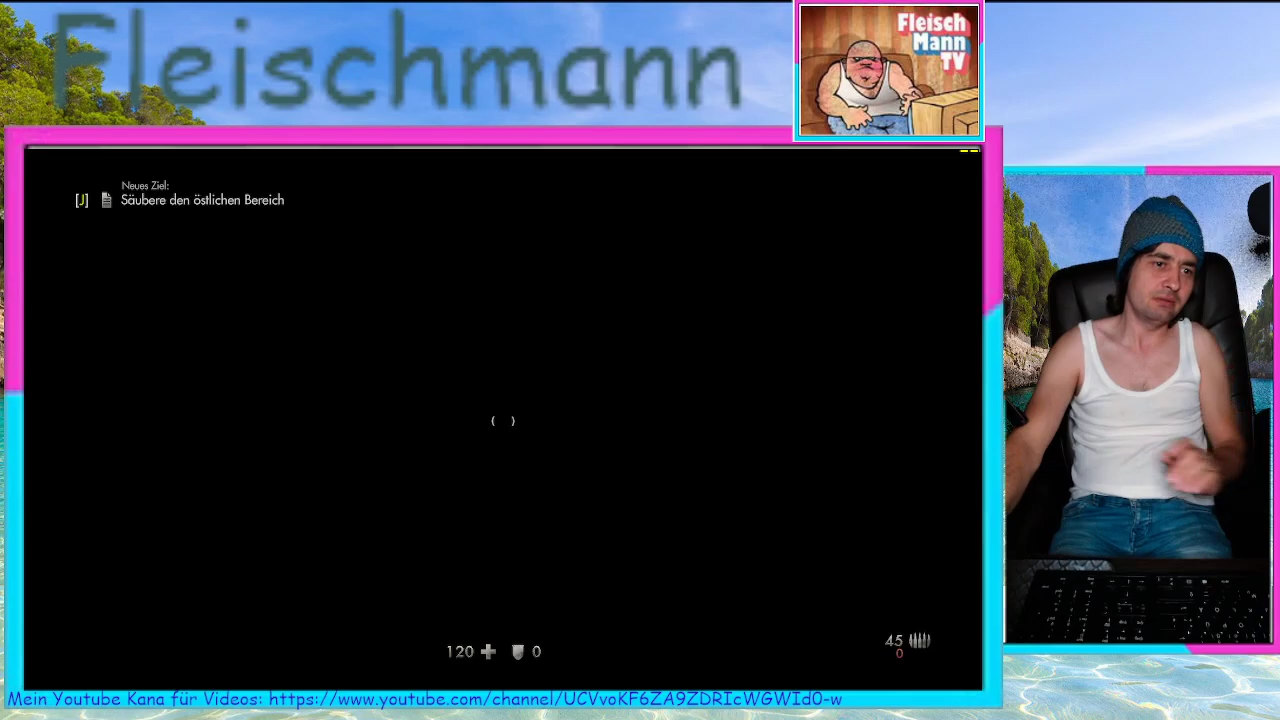 Fleischmann
Fleisch
Mann
TV
Neues Ziel:
[J] Säubere den östlichen Bereich
120 0
45
0
Mein Youtube Kana für Videos: https://www.youtube.com/channel/UCVvoKF6ZA9ZDRIcWGWId0-w